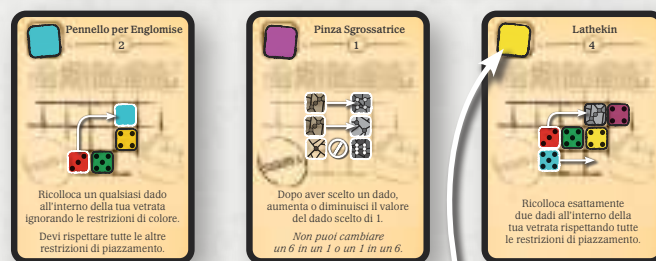 Pennello per Englomise
2
Ricolloca un qualsiasi dado
all'interno della tua vetrata
ignorando le restrizioni di colore.
Devi rispettare tutte le altre
restrizioni di piazzamento.
Pinza Sgrossatrice
1
Dopo aver scelto un dado,
aumenta o diminuisci il valore
del dado scelto di 1.
Non puoi cambiare
un 6 in un 1 o un 1 in un 6.
Lathekin
4
Ricolloca esattamente
due dadi all'interno della
tua vetrata rispettando tutte
le restrizioni di piazzamento.